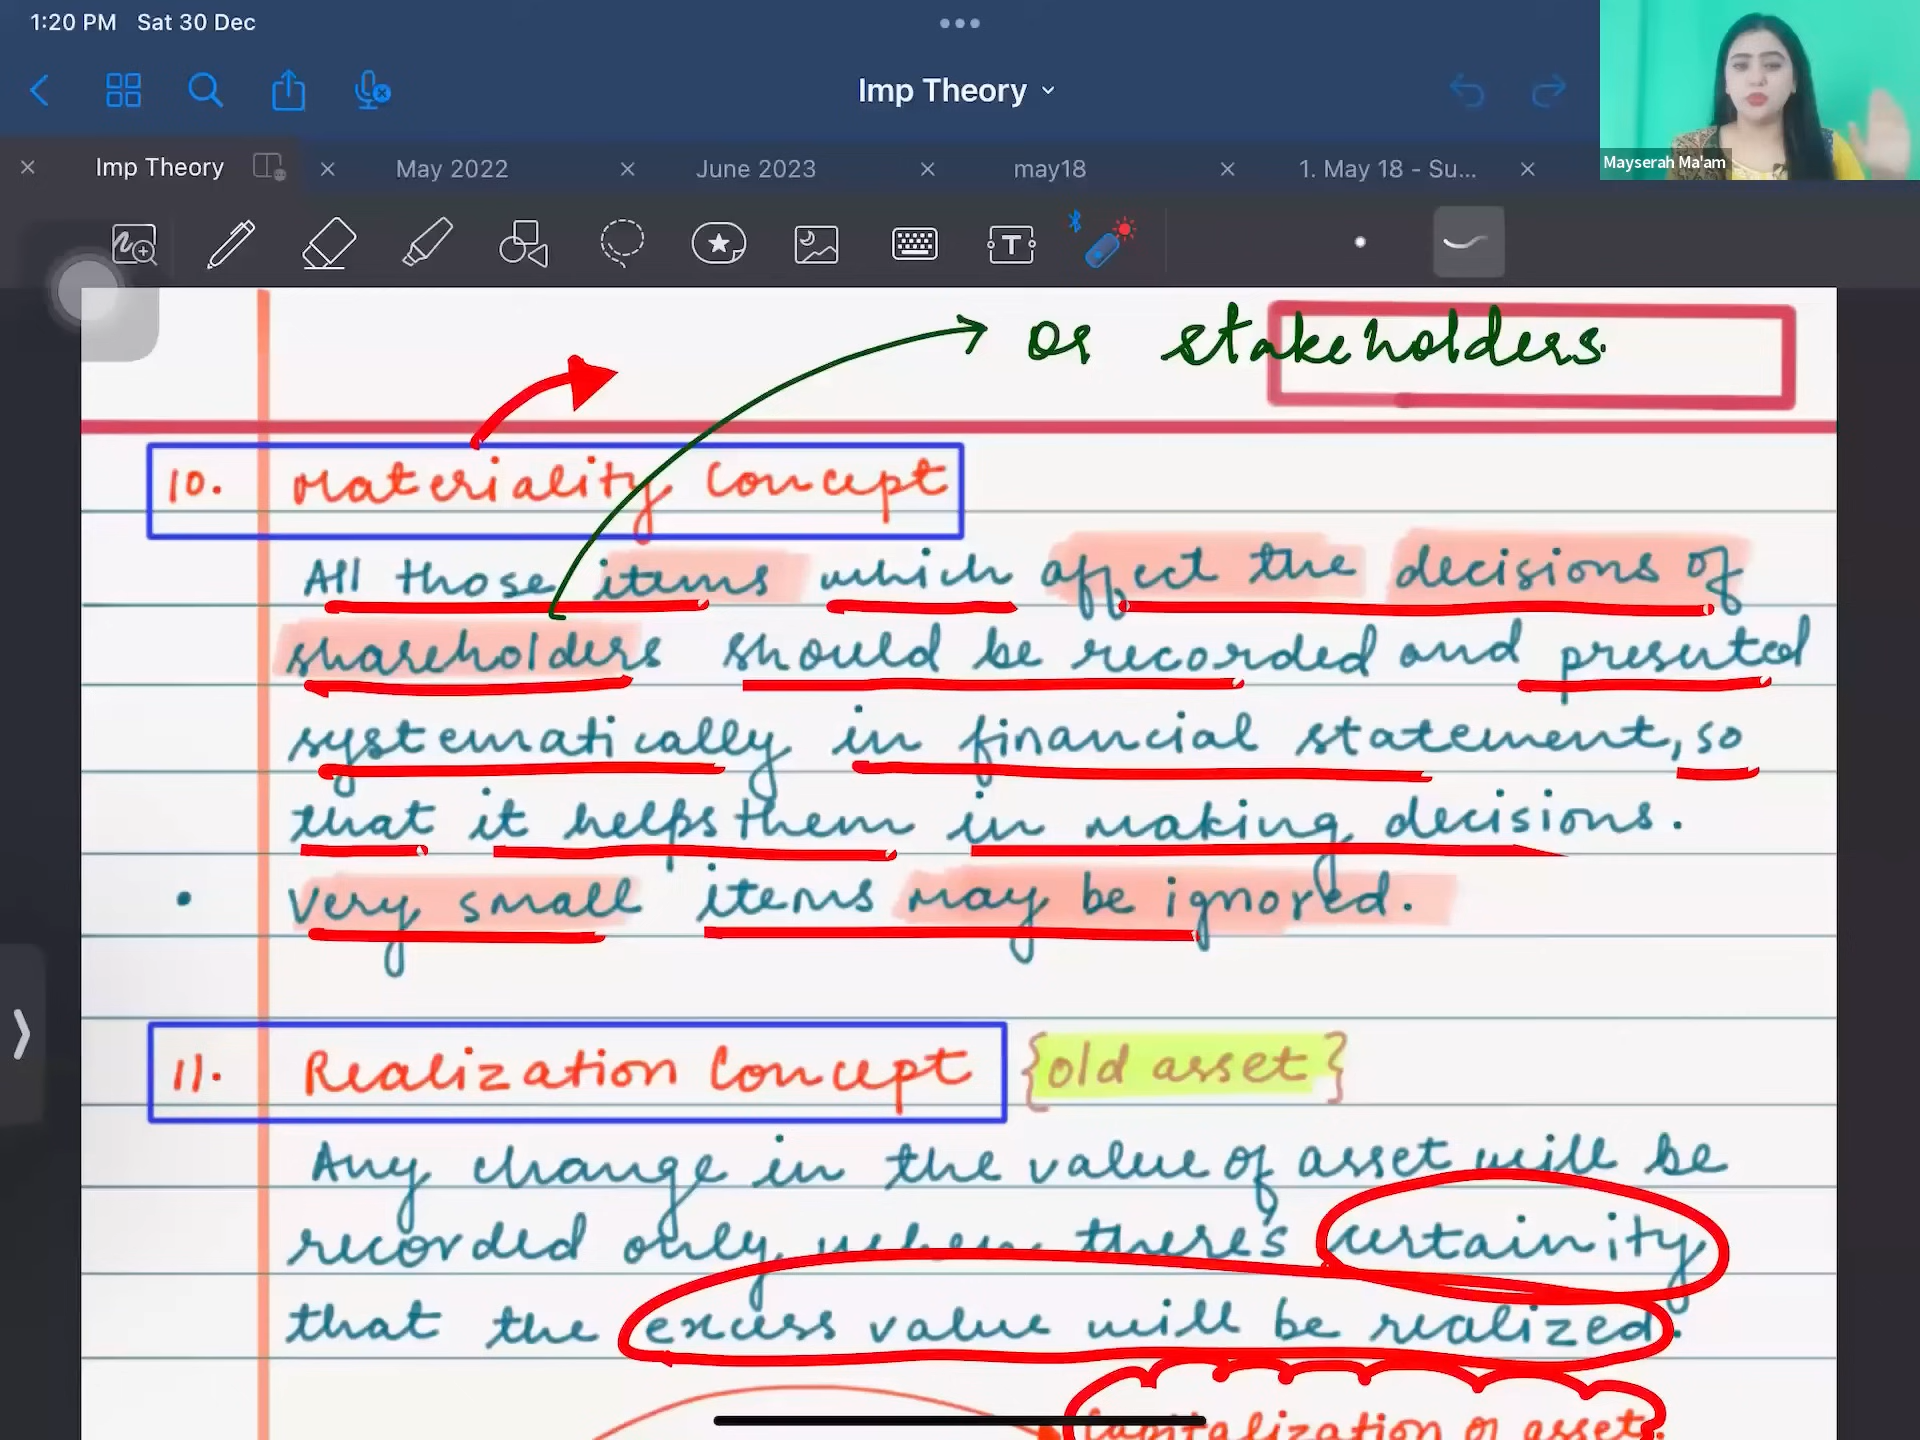 1:20 PM Sat 30 Dec
Imp Theory
Mayserah Ma'am
Imp Theory
May 2022
June 2023
may18
1. May 18 - Su...
T
or stakeholders.
10. Materiality Concept
All those items which affect the decisions of
shareholders should be recorded and presented
systematically in financial statement, so
that it helps them in making decisions.
• Very small items may be ignored.
11. Realization Concept {old asset}
Any change in the value of asset will be
recorded only when there's certainity
that the excess value will be realized.
Capitalization of asset.